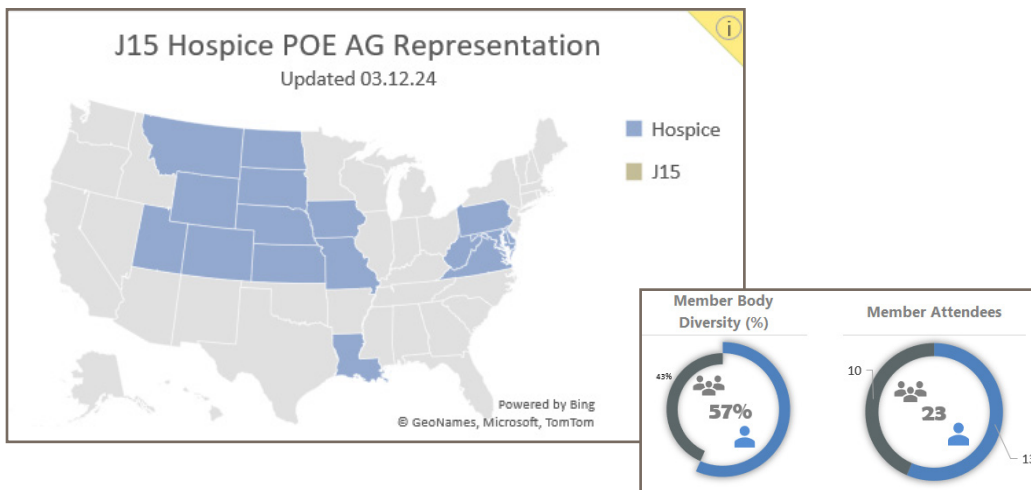 J15 Hospice POE AG Representation
Updated 03.12.24
i
Hospice
J15
Powered by Bing
© GeoNames, Microsoft, TomTom
Member Body
Diversity (%)
43%
57%
Member Attendees
10
23
13